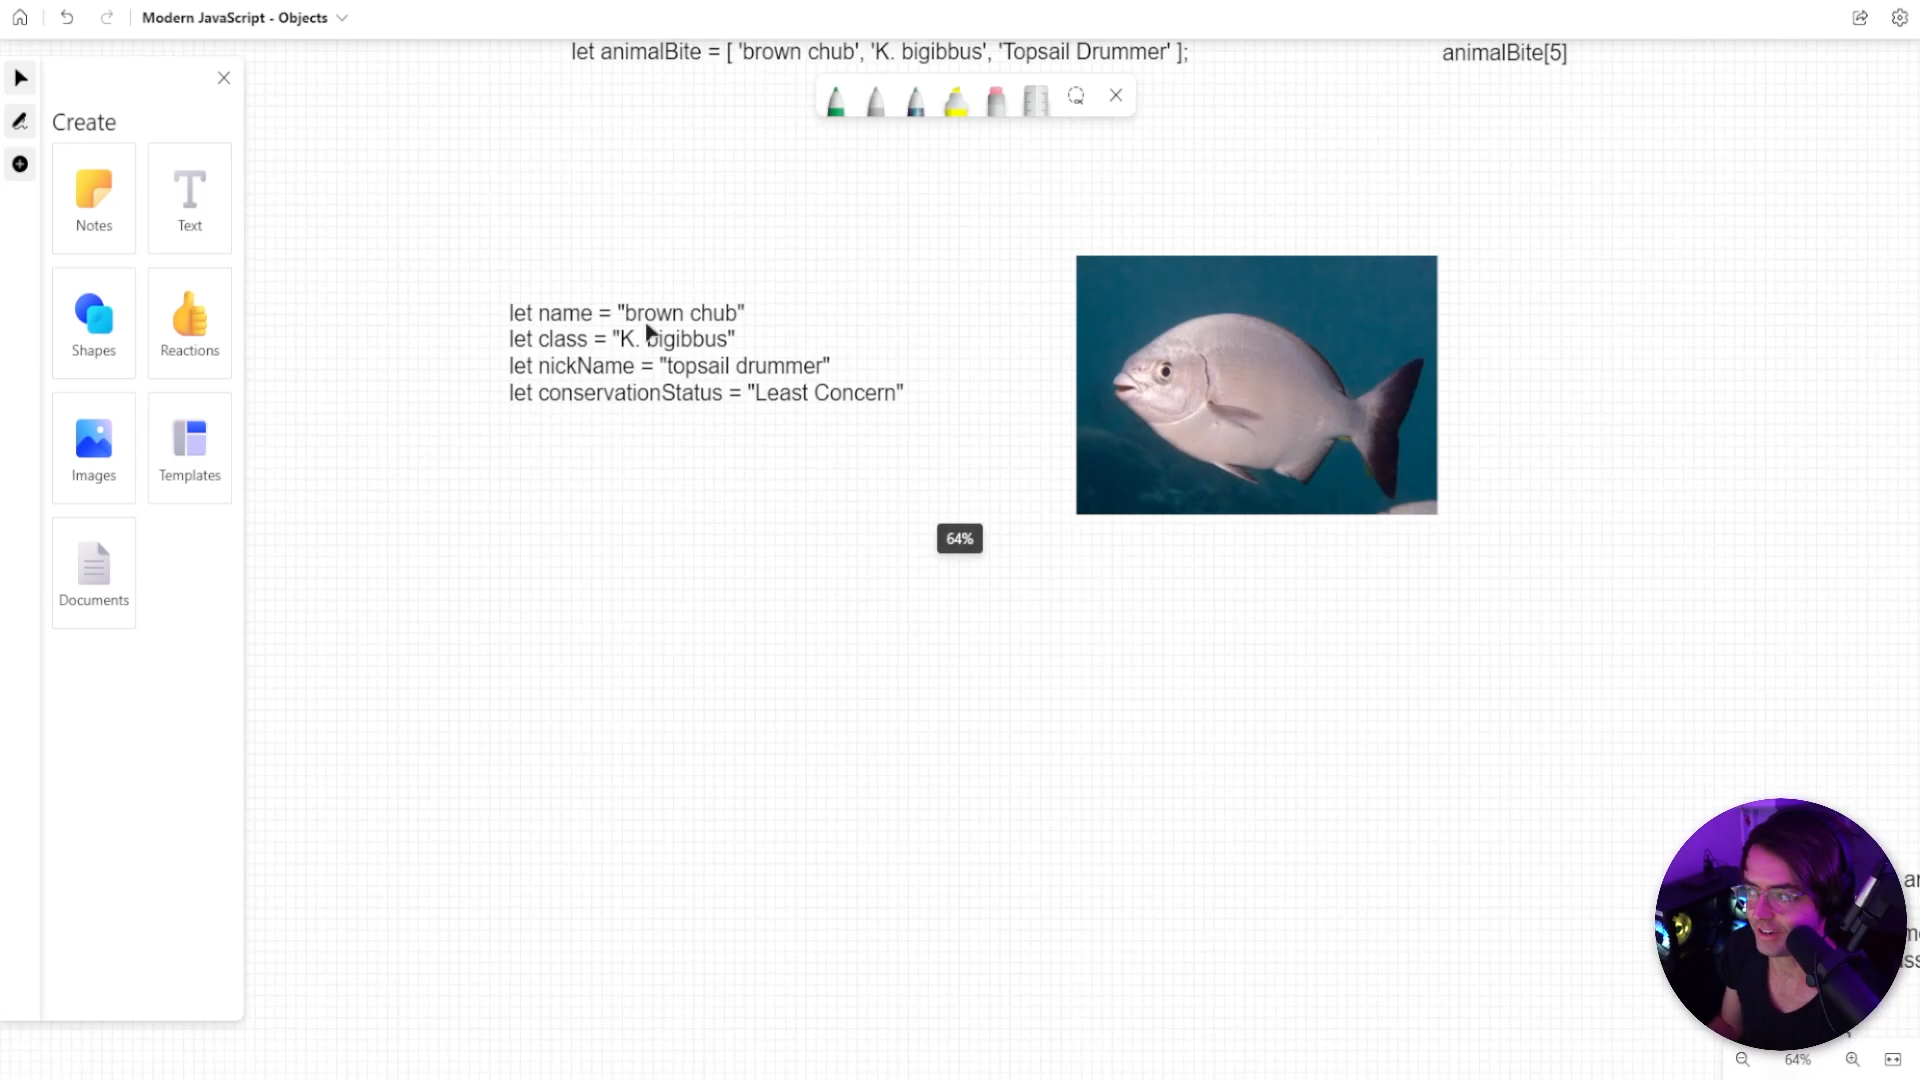 Modern JavaScript - Objects
let animalBite = [ 'brown chub', 'K. bigibbus', 'Topsail Drummer' ];
animalBite[5]
Create
Notes
Text
Shapes
Reactions
Images
Templates
Documents
let name = "brown chub"
let class = "K. bigibbus"
let nickName = "topsail drummer"
let conservationStatus = "Least Concern"
64%
64%